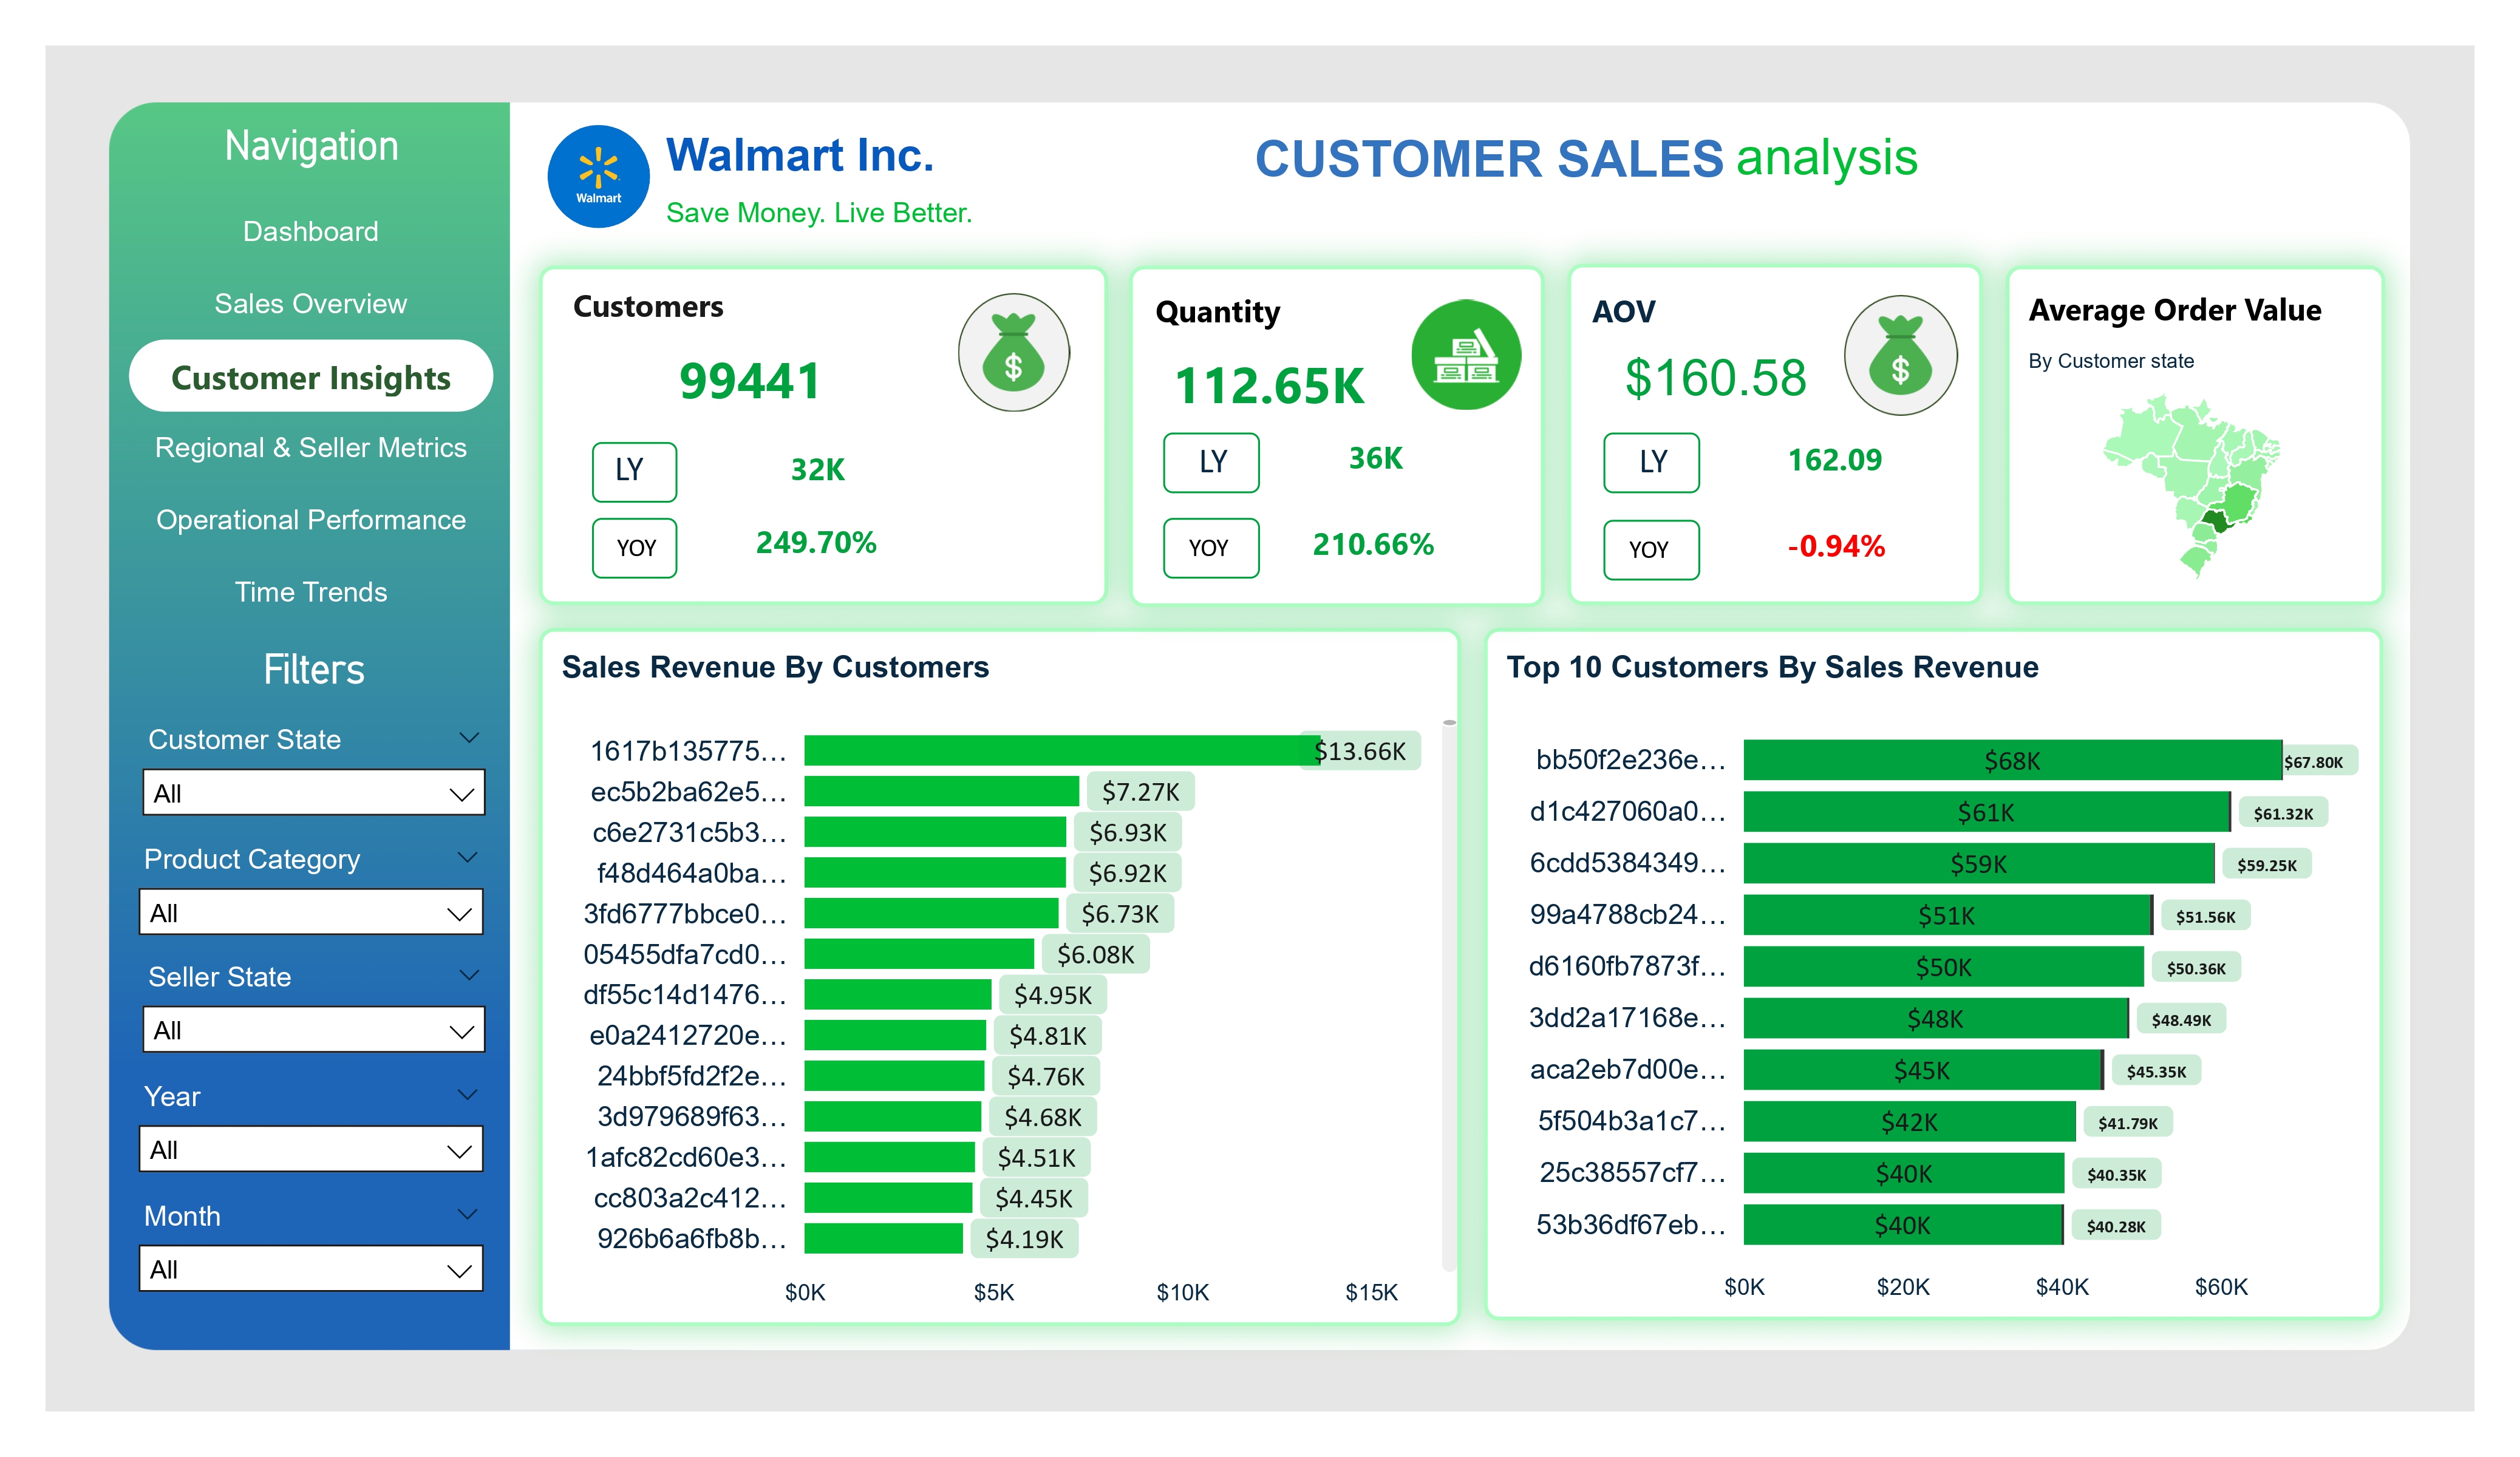 Navigation
Dashboard
Sales Overview
Customer Insights
Regional & Seller Metrics
Operational Performance
Time Trends
Filters
Customer State
All
Product Category
All
Seller State
All
Year
All
Month
All
Walmart
Walmart Inc.
Save Money. Live Better.
CUSTOMER SALES analysis
Customers
99441
LY 32K
YOY 249.70%
Quantity
112.65K
LY 36K
YOY 210.66%
AOV
$160.58
LY 162.09
YOY -0.94%
Average Order Value
By Customer state
Sales Revenue By Customers
1617b135775... $13.66K
ec5b2ba62e5... $7.27K
c6e2731c5b3... $6.93K
f48d464a0ba... $6.92K
3fd6777bbce0... $6.73K
05455dfa7cd0... $6.08K
df55c14d1476... $4.95K
e0a2412720e... $4.81K
24bbf5fd2f2e... $4.76K
3d979689f63... $4.68K
1afc82cd60e3... $4.51K
cc803a2c412... $4.45K
926b6a6fb8b... $4.19K
$0K $5K $10K $15K
Top 10 Customers By Sales Revenue
bb50f2e236e... $68K $67.80K
d1c427060a0... $61K $61.32K
6cdd5384349... $59K $59.25K
99a4788cb24... $51K $51.56K
d6160fb7873f... $50K $50.36K
3dd2a17168e... $48K $48.49K
aca2eb7d00e... $45K $45.35K
5f504b3a1c7... $42K $41.79K
25c38557cf7... $40K $40.35K
53b36df67eb... $40K $40.28K
$0K $20K $40K $60K